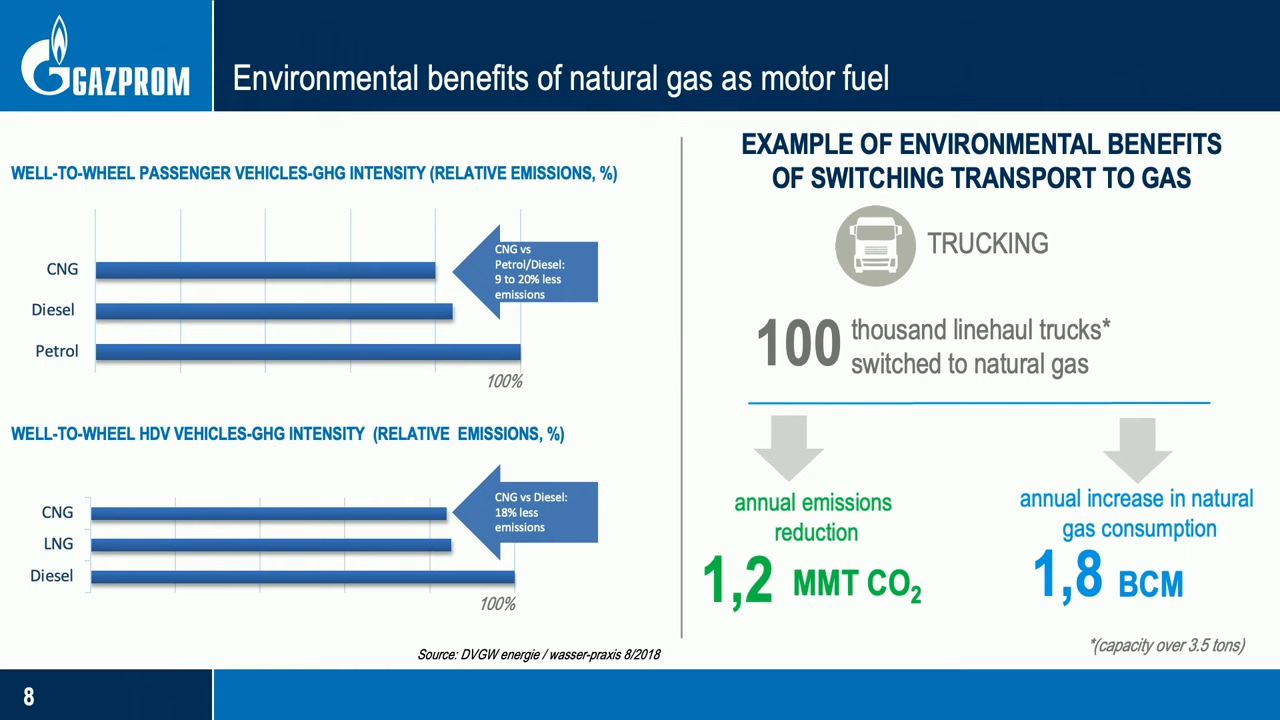 GAZPROM
Environmental benefits of natural gas as motor fuel
WELL-TO-WHEEL PASSENGER VEHICLES-GHG INTENSITY (RELATIVE EMISSIONS, %)
CNG
Diesel
Petrol
100%
CNG vs
Petrol/Diesel:
9 to 20% less
emissions
WELL-TO-WHEEL HDV VEHICLES-GHG INTENSITY (RELATIVE EMISSIONS, %)
CNG
LNG
Diesel
100%
CNG vs Diesel:
18% less
emissions
Source: DVGW energie / wasser-praxis 8/2018
EXAMPLE OF ENVIRONMENTAL BENEFITS
OF SWITCHING TRANSPORT TO GAS
TRUCKING
100 thousand linehaul trucks*
switched to natural gas
annual emissions
reduction
1,2 MMT CO₂
annual increase in natural
gas consumption
1,8 BCM
*(capacity over 3.5 tons)
8